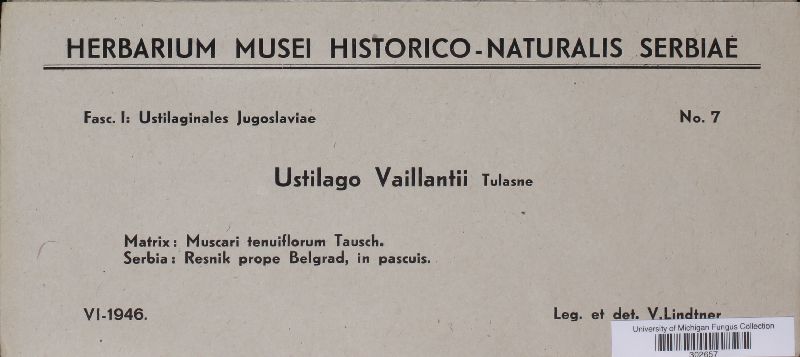 HERBARIUM MUSEI HISTORICO-NATURALIS SERBIAE
Fasc. I: Ustilaginales Jugoslaviae No. 7
Ustilago Vaillantii Tulasne
Matrix: Muscari tenuiflorum Tausch.
Serbia: Resnik prope Belgrad, in pascuis.
VI-1946. Leg. et det. V. Lindtner
University of Michigan Fungus Collection
302657